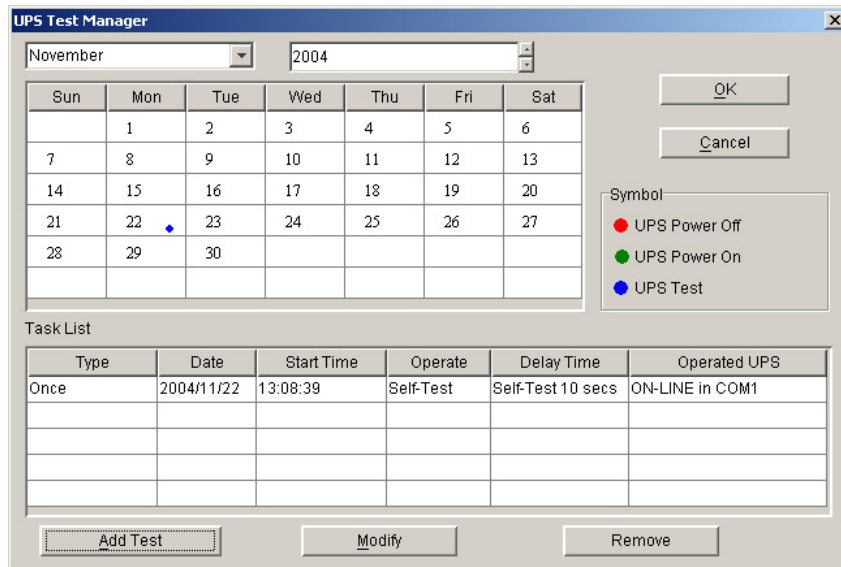 UPS Test Manager
November 2004
OK
Cancel
Sun Mon Tue Wed Thu Fri Sat
1 2 3 4 5 6
7 8 9 10 11 12 13
14 15 16 17 18 19 20
21 22 23 24 25 26 27
28 29 30
Symbol
UPS Power Off
UPS Power On
UPS Test
Task List
Type Date Start Time Operate Delay Time Operated UPS
Once 2004/11/22 13:08:39 Self-Test Self-Test 10 secs ON-LINE in COM1
Add Test Modify Remove